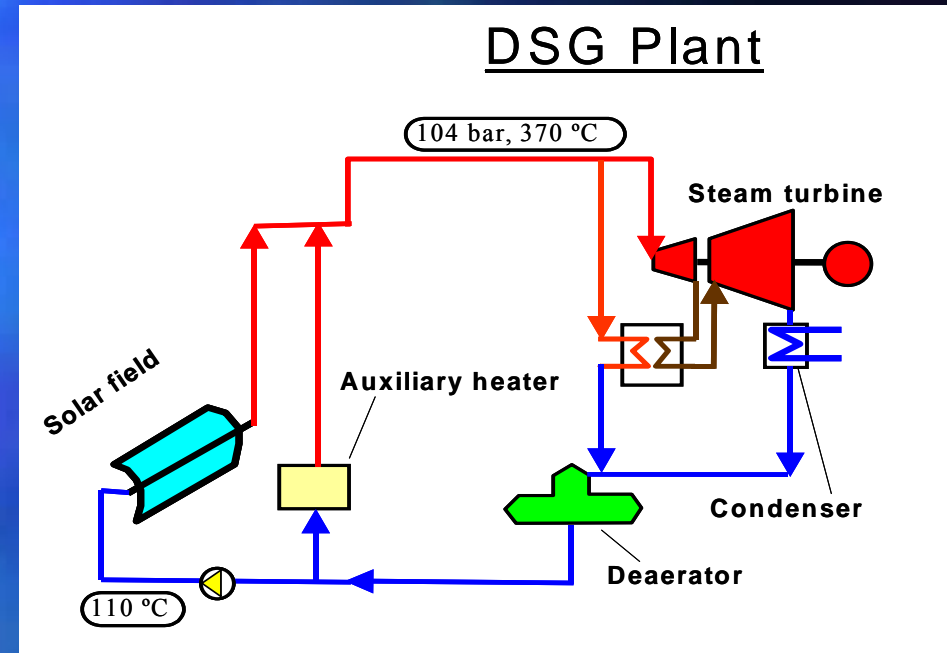 DSG Plant
104 bar, 370 ºC
Steam turbine
Solar field
Auxiliary heater
Condenser
Deaerator
110 ºC